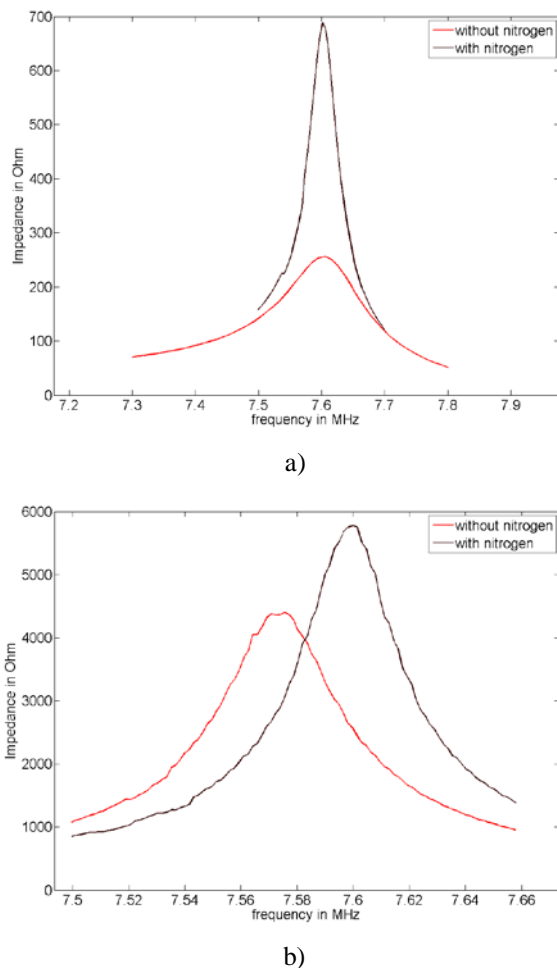 700
600
500
400
300
200
100
0
Impedance in Ohm
without nitrogen
with nitrogen
7.2 7.3 7.4 7.5 7.6 7.7 7.8 7.9
frequency in MHz
a)
6000
5000
4000
3000
2000
1000
0
Impedance in Ohm
without nitrogen
with nitrogen
7.5 7.52 7.54 7.56 7.58 7.6 7.62 7.64 7.66
frequency in MHz
b)